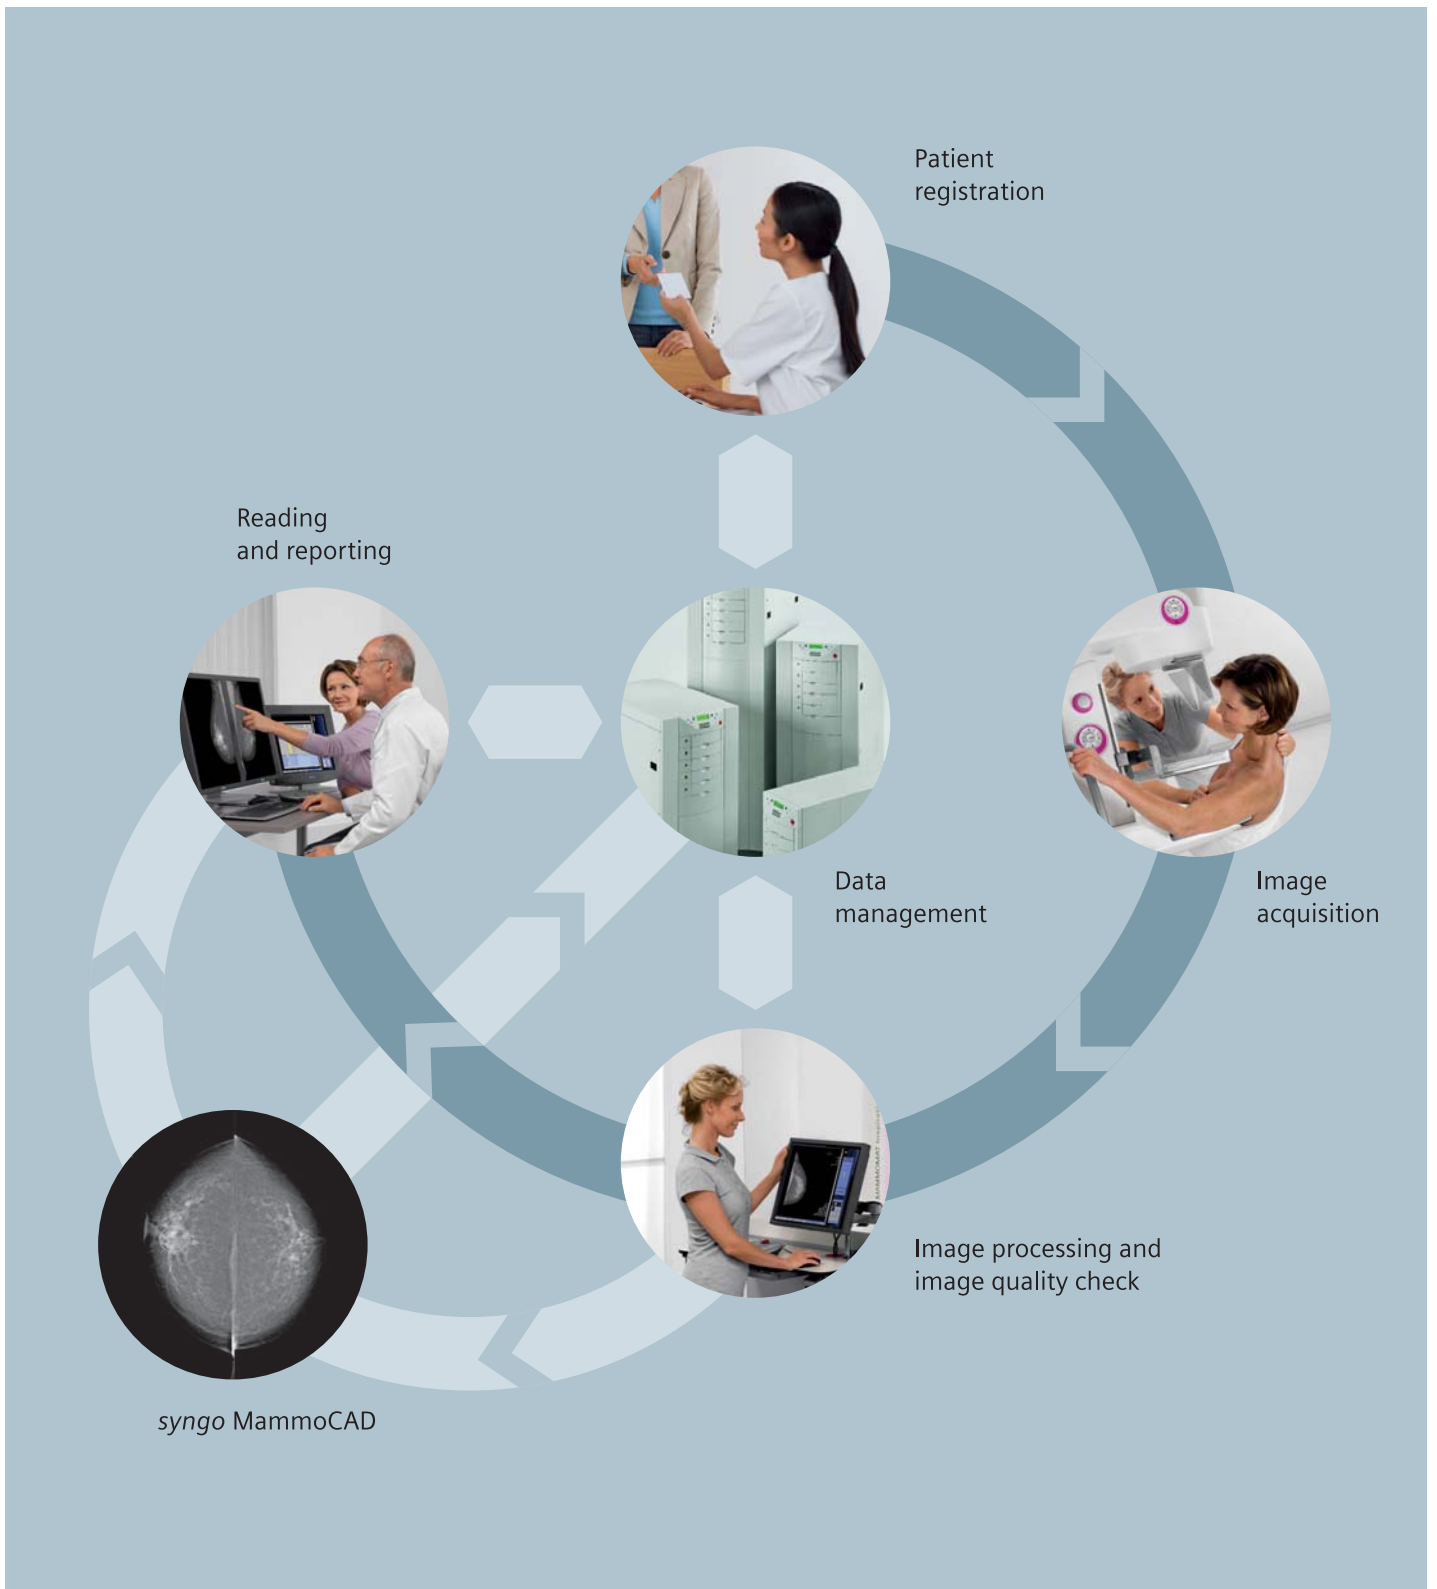 Patient
registration
Reading
and reporting
Data
management
Image
acquisition
Image processing and
image quality check
syngo MammoCAD